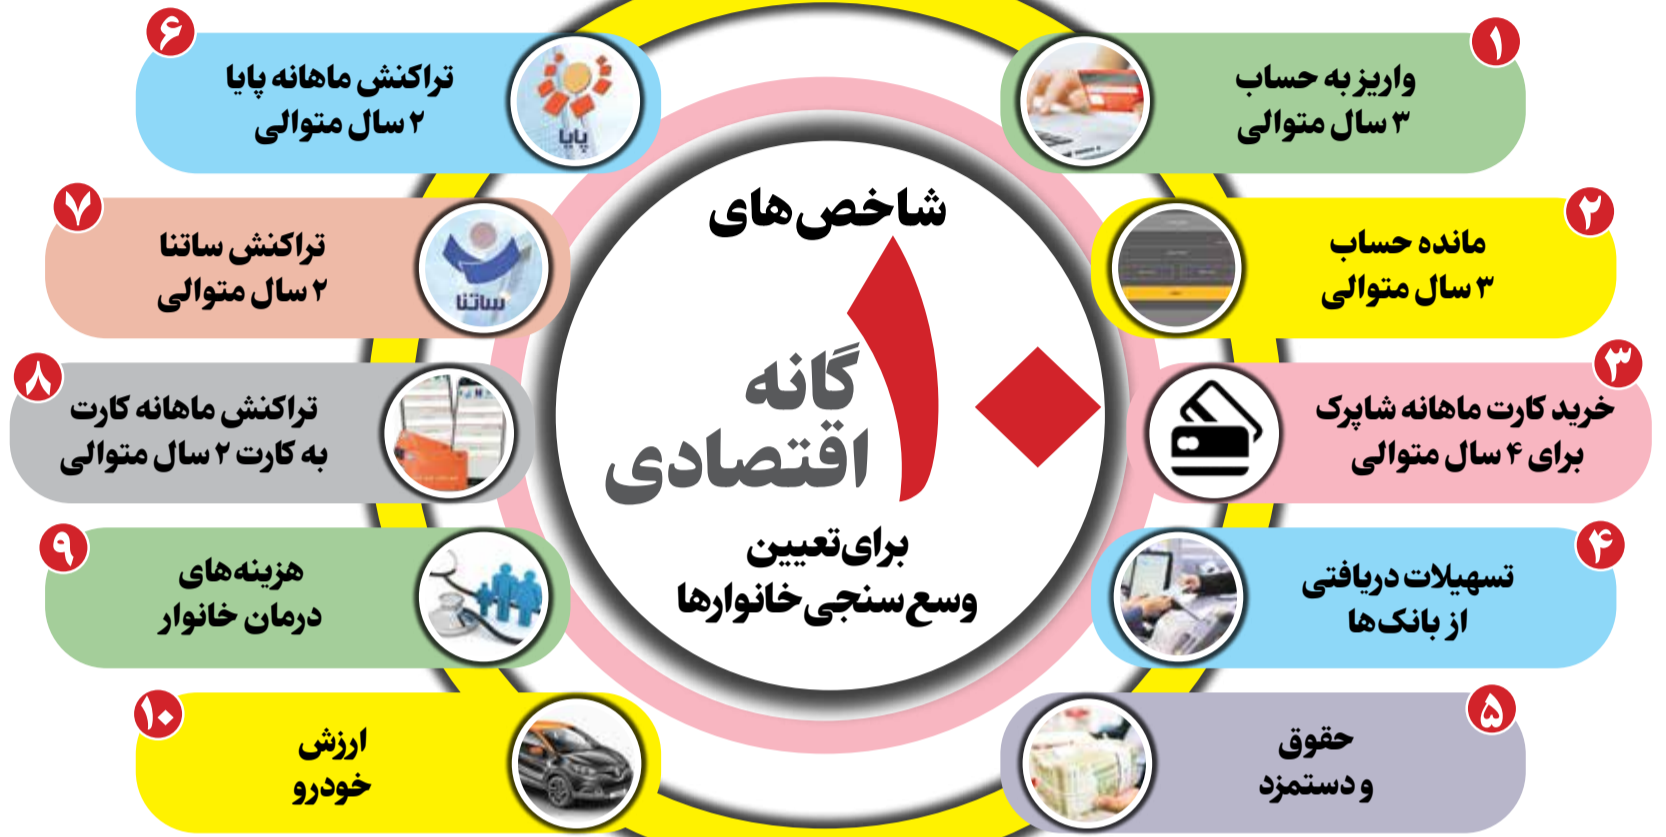 شاخص‌های
۱۰
گانه
اقتصادی
برای تعیین
وسع سنجی خانوارها
۱
واریز به حساب
۳ سال متوالی
۲
مانده حساب
۳ سال متوالی
۳
خرید کارت ماهانه شاپرک
برای ۴ سال متوالی
۴
تسهیلات دریافتی
از بانک‌ها
۵
حقوق
و دستمزد
۶
تراکنش ماهانه پایا
۲ سال متوالی
پایا
۷
تراکنش ساتنا
۲ سال متوالی
ساتنا
۸
تراکنش ماهانه کارت
به کارت ۲ سال متوالی
۹
هزینه‌های
درمان خانوار
۱۰
ارزش
خودرو